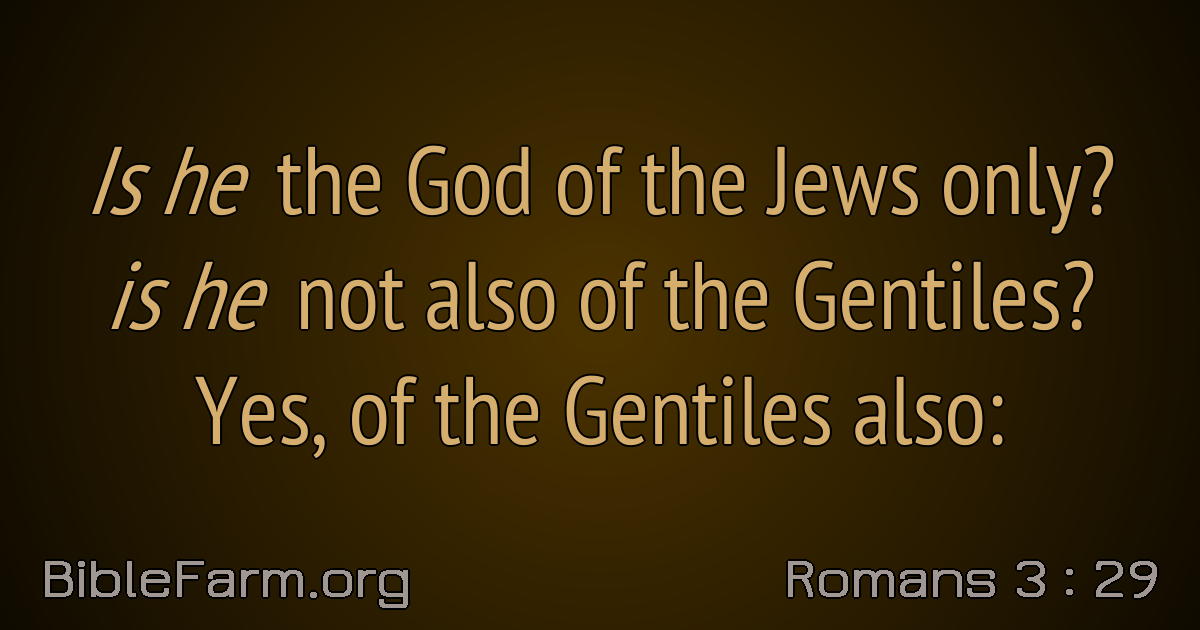 Is he the God of the Jews only?
is he not also of the Gentiles?
Yes, of the Gentiles also:
BibleFarm.org
Romans 3 : 29